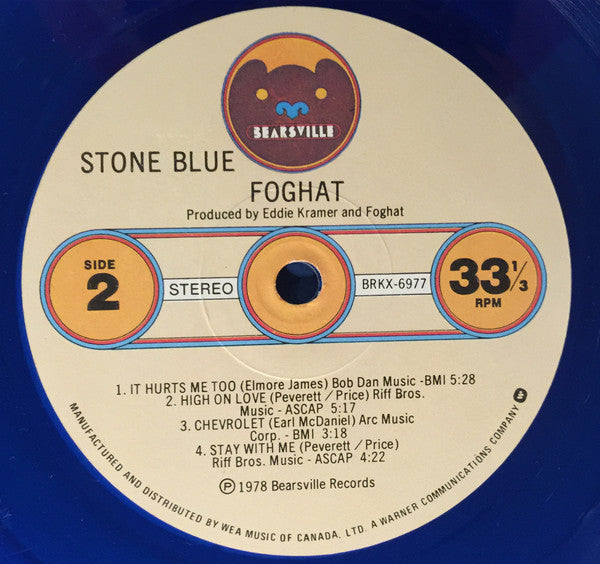 BEARSVILLE
STONE BLUE
FOGHAT
Produced by Eddie Kramer and Foghat
SIDE
2
STEREO
BRKX-6977
33 1/3
RPM
1. IT HURTS ME TOO (Elmore James) Bob Dan Music -BMI 5:28
2. HIGH ON LOVE (Peverett / Price) Riff Bros.
Music - ASCAP 5:17
3. CHEVROLET (Earl McDaniel) Arc Music
Corp. - BMI 3:18
4. STAY WITH ME (Peverett / Price)
Riff Bros. Music - ASCAP 4:22
℗ 1978 Bearsville Records
MANUFACTURED AND DISTRIBUTED BY WEA MUSIC OF CANADA, LTD. A WARNER COMMUNICATIONS COMPANY